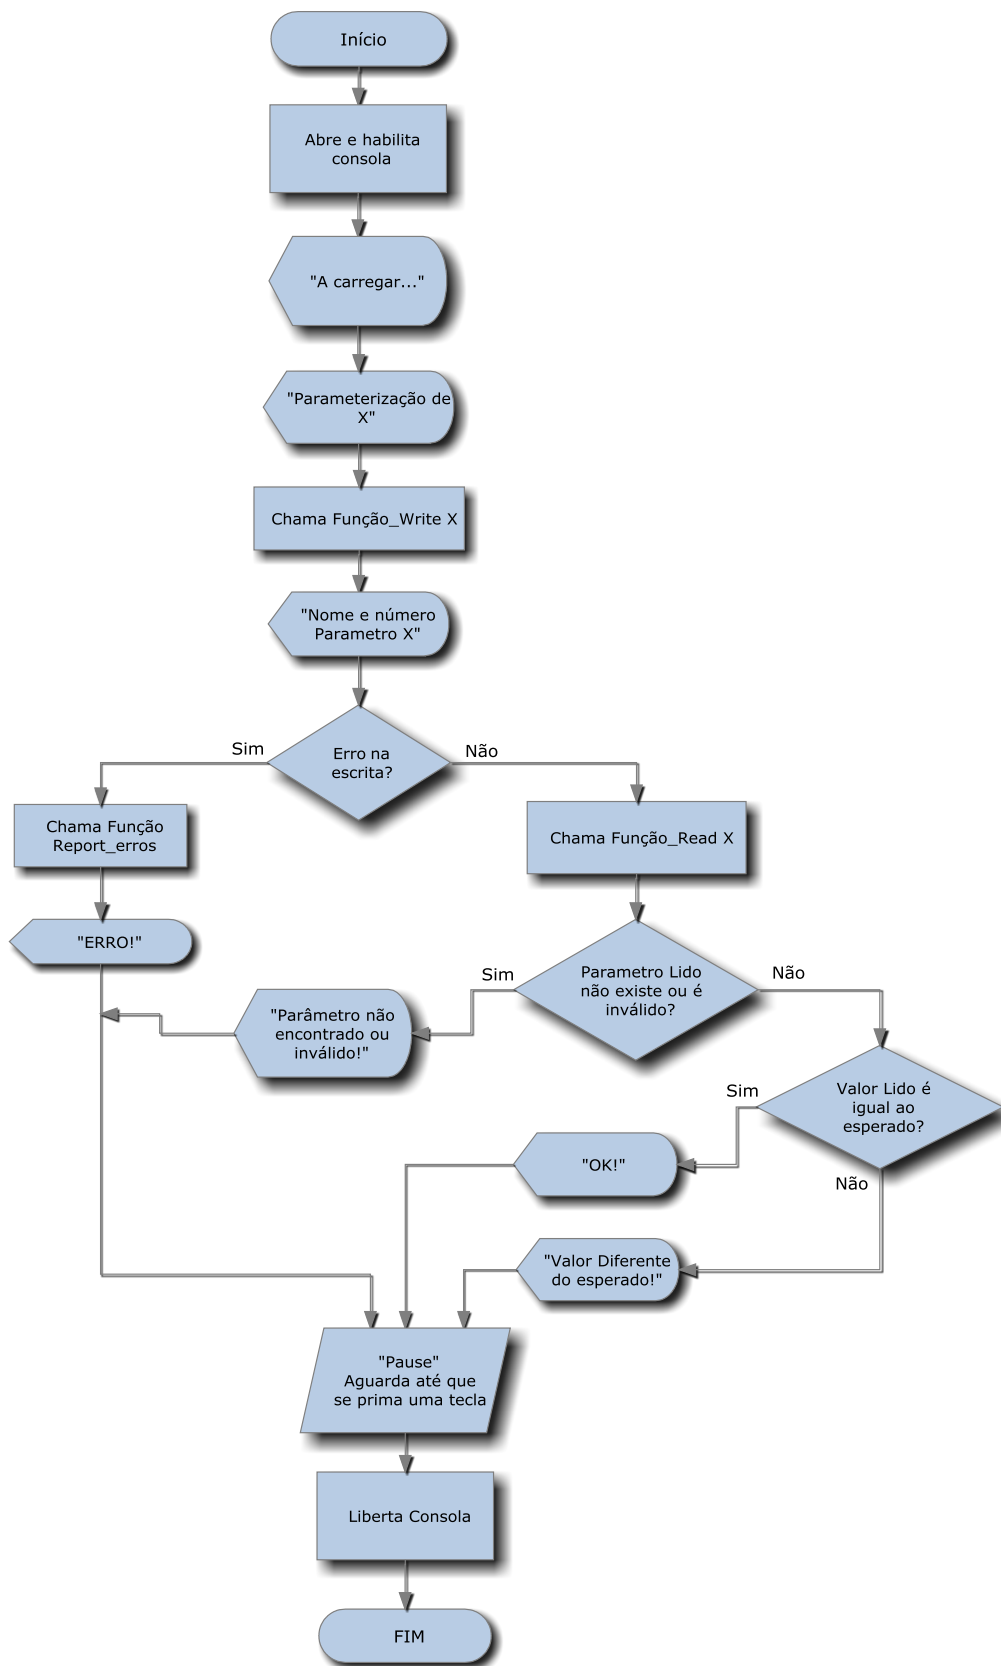 Início
Abre e habilita
consola
"A carregar..."
"Parameterização de
X"
Chama Função_Write X
"Nome e número
Parametro X"
Erro na
escrita?
Sim
Não
Chama Função
Report_erros
Chama Função_Read X
"ERRO!"
Parametro Lido
não existe ou é
inválido?
Sim
Não
"Parâmetro não
encontrado ou
inválido!"
Valor Lido é
igual ao
esperado?
Sim
Não
"OK!"
"Valor Diferente
do esperado!"
"Pause"
Aguarda até que
se prima uma tecla
Liberta Consola
FIM